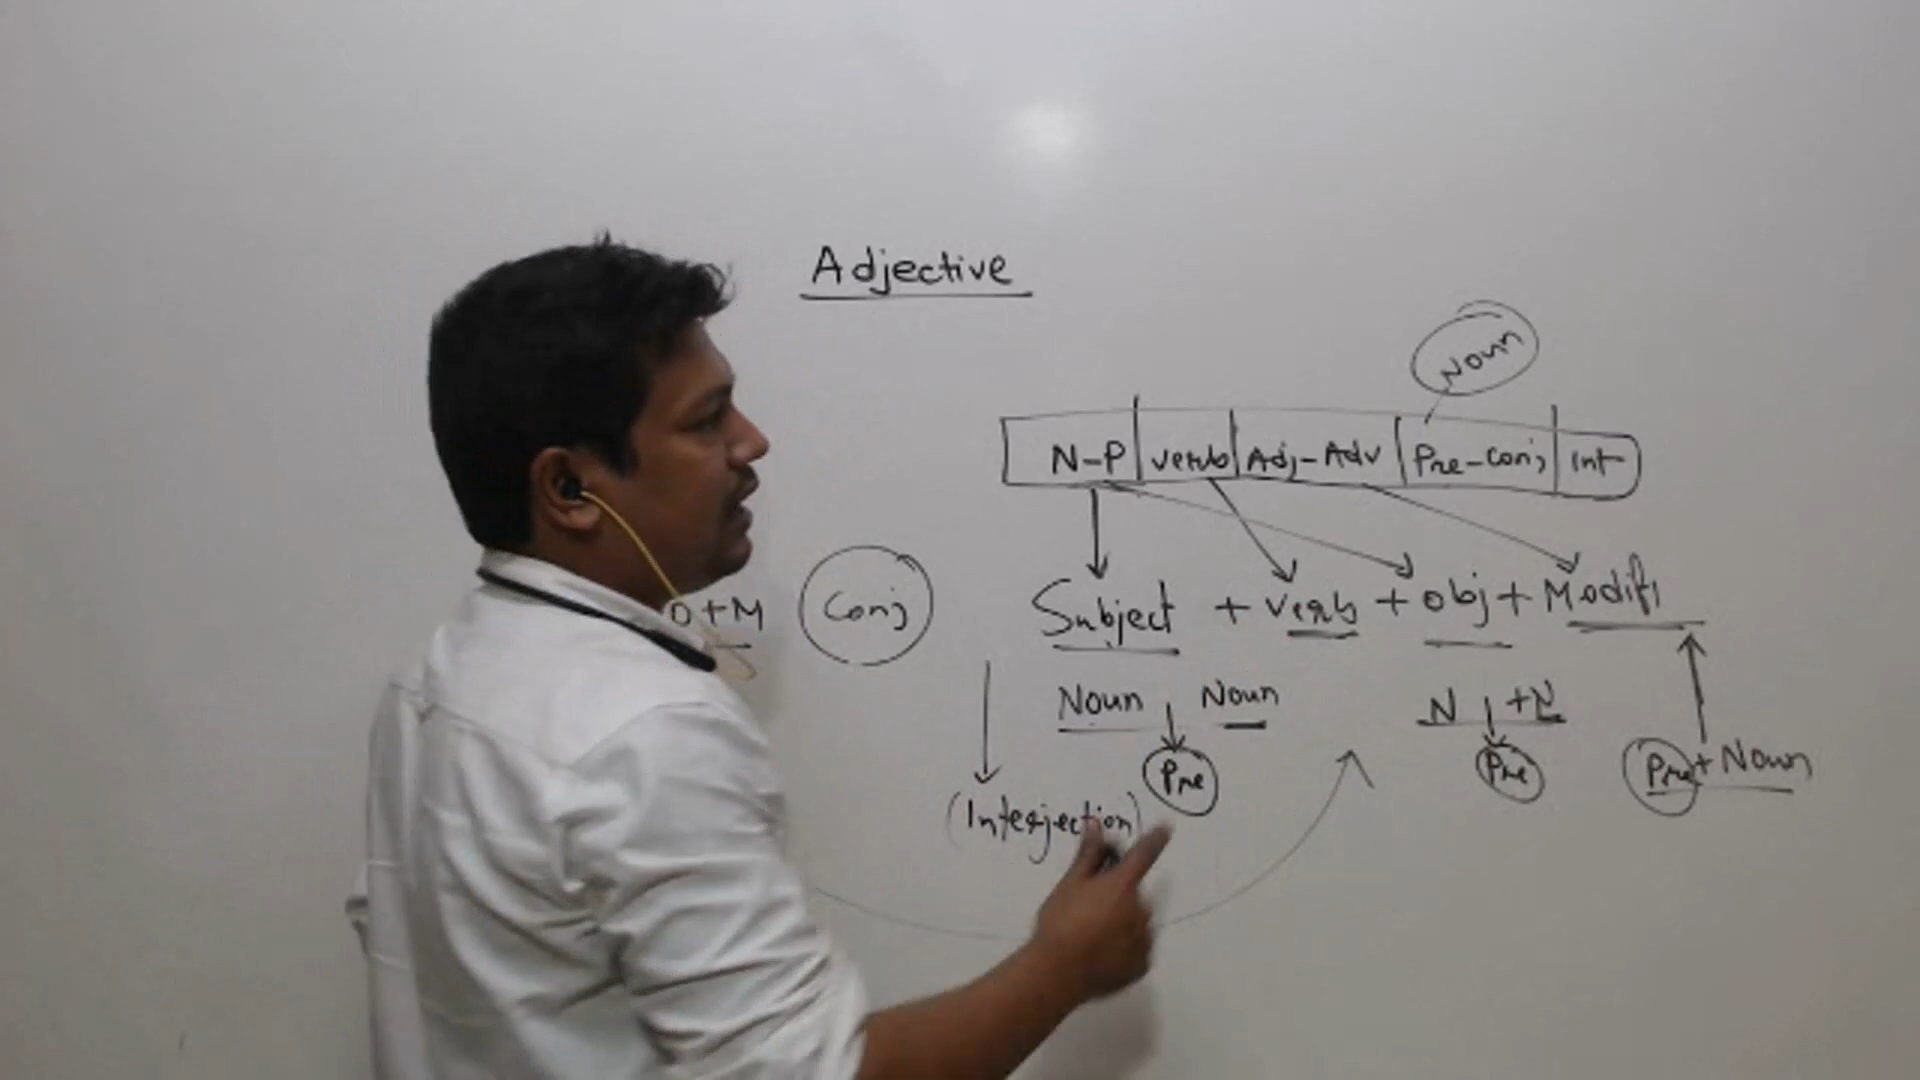 Adjective
Noun
N-P verb Adj-Adv Pre-Conj Int
O+M Conj Subject + Verb + obj + Modifi
Noun Noun N +N
Pre Pre Pre+Noun
(Interjection)